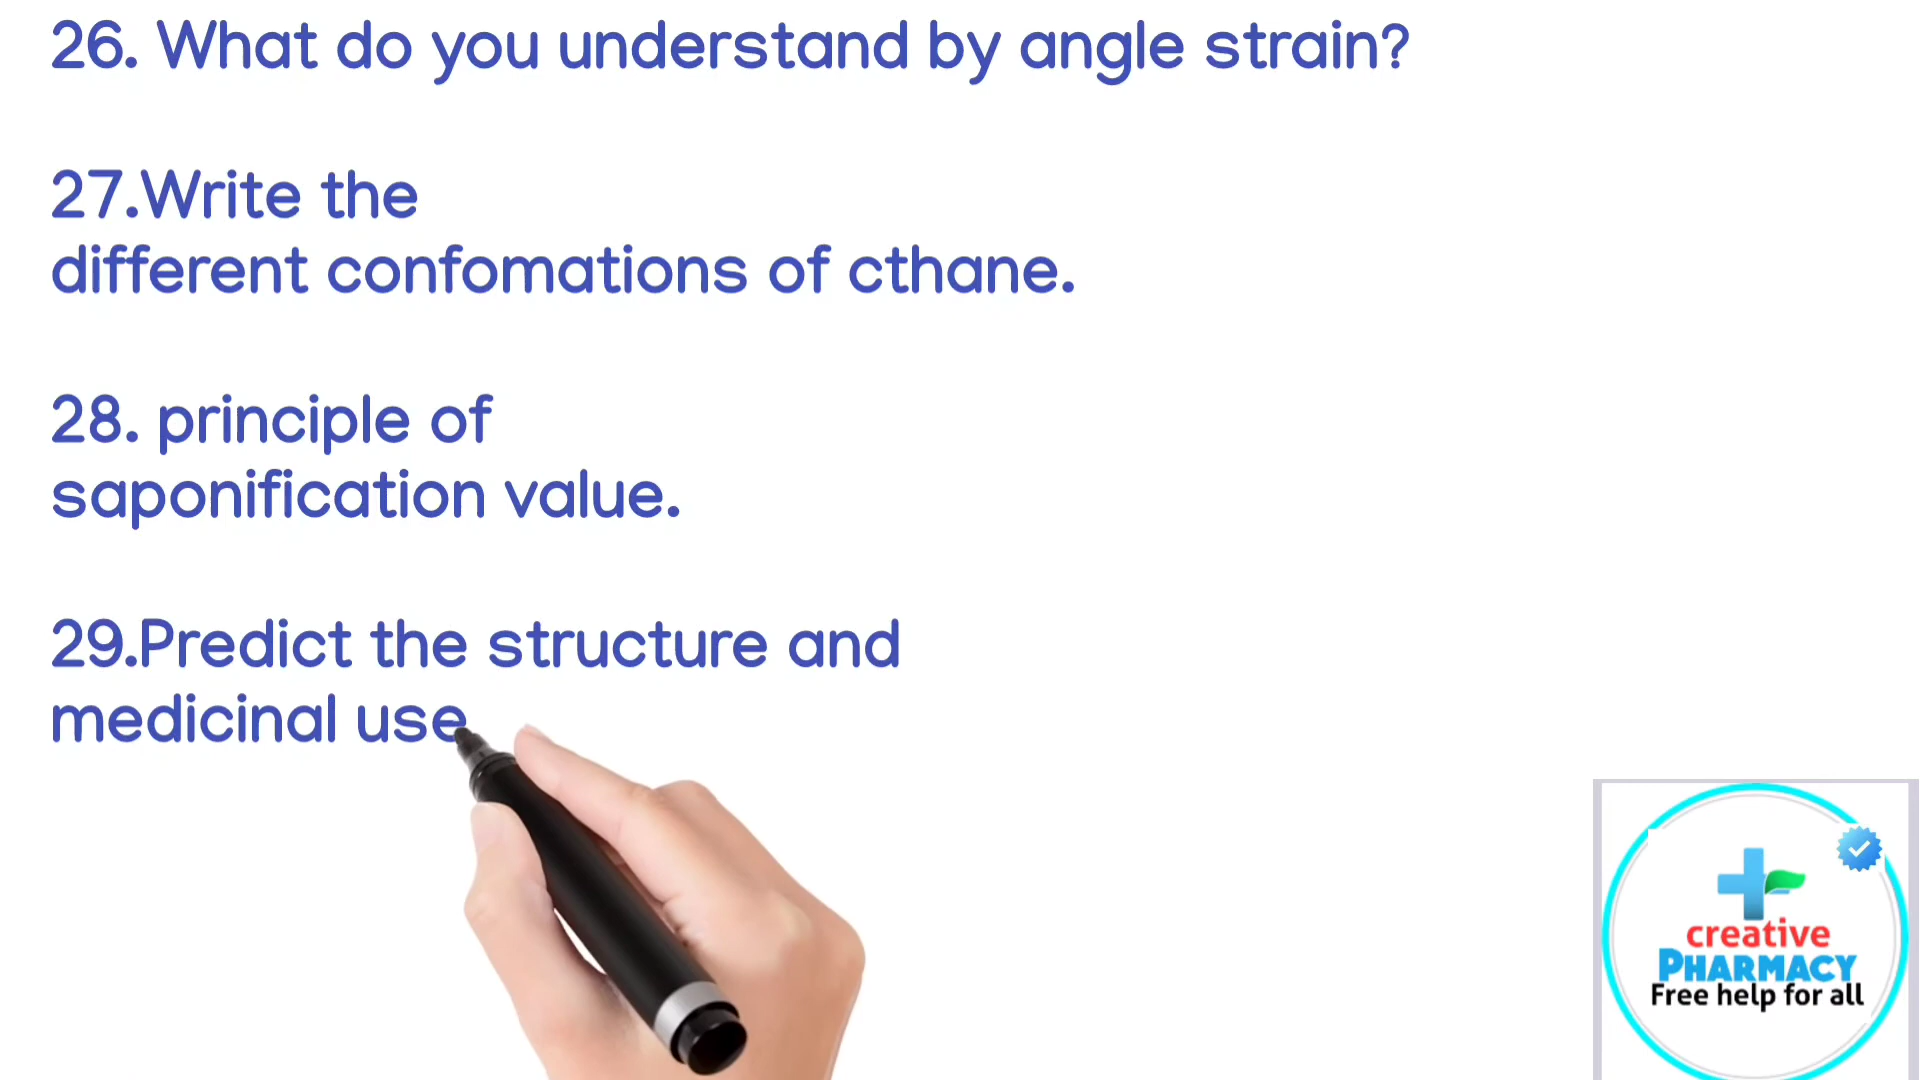 26. What do you understand by angle strain?
27.Write the
different confomations of cthane.
28. principle of
saponification value.
29.Predict the structure and
medicinal use
creative
PHARMACY
Free help for all